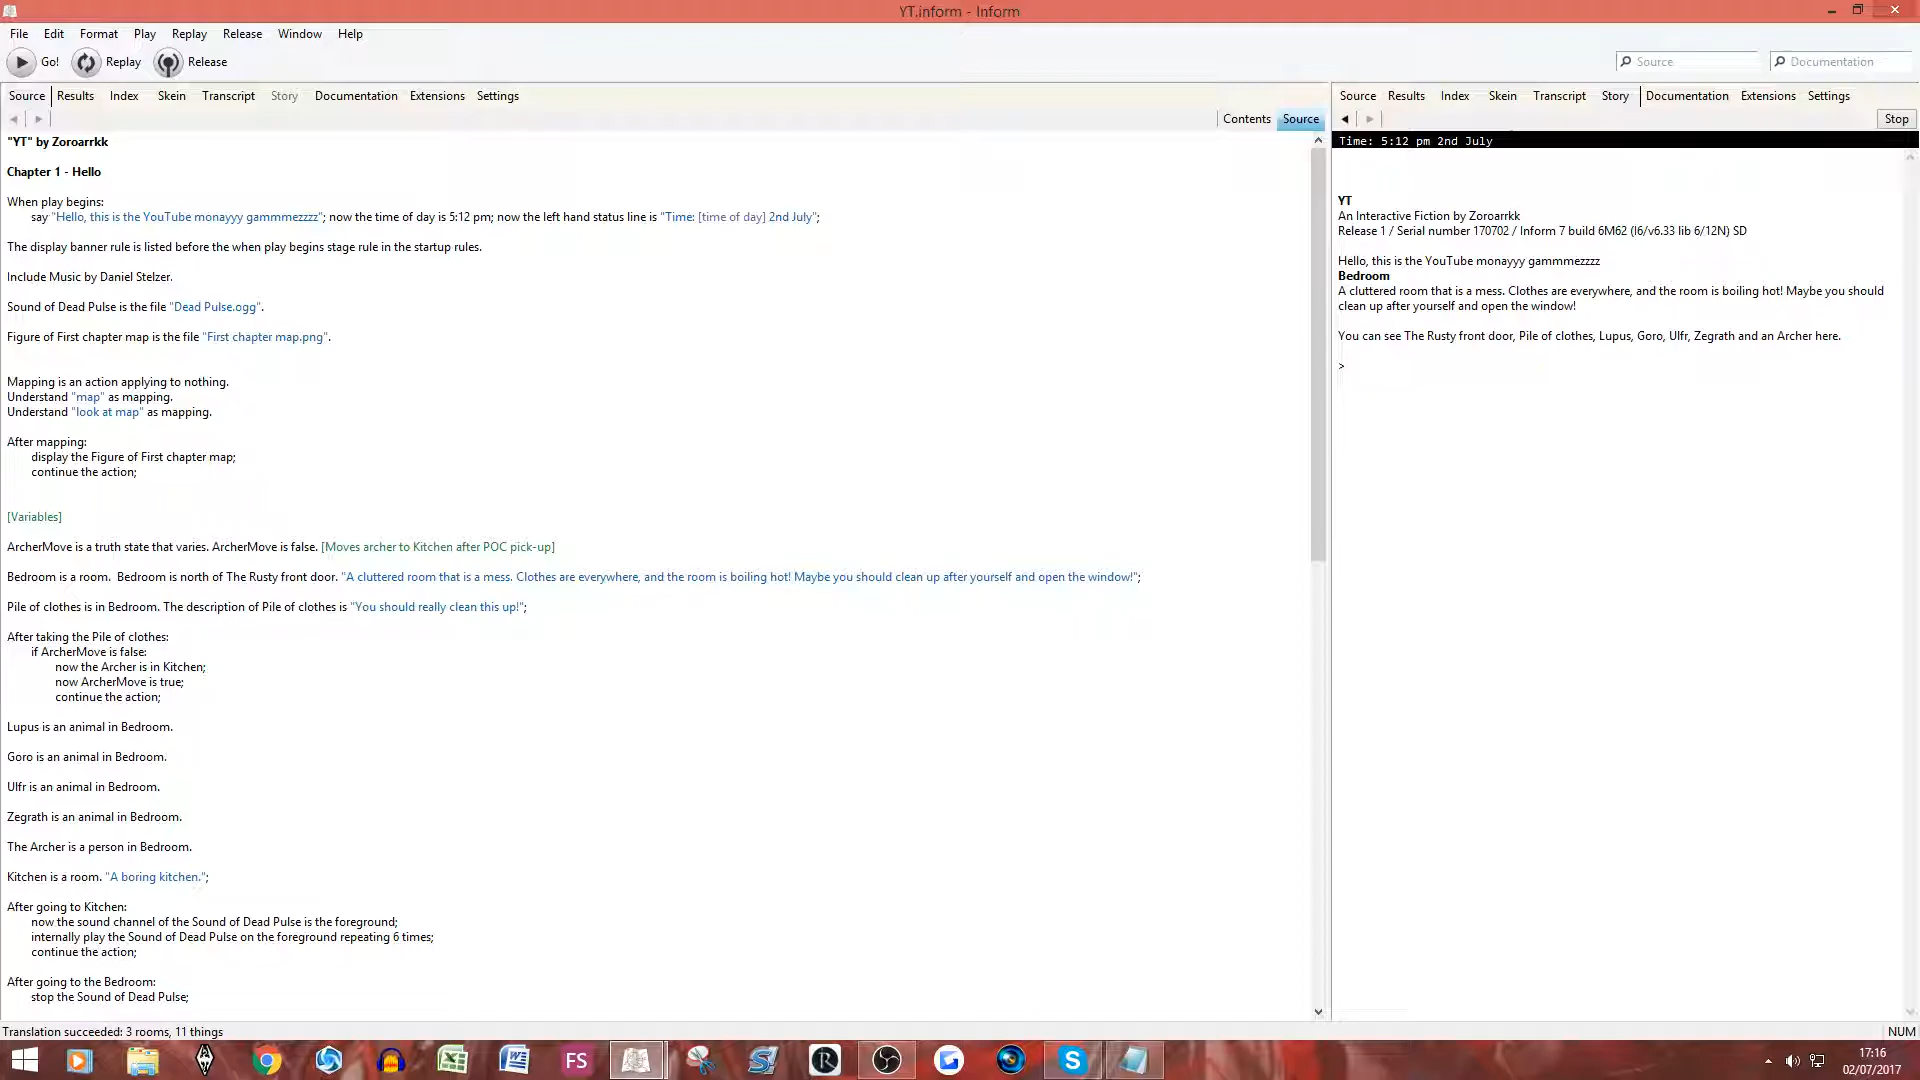 YT.inform - Inform
File Edit Format Play Replay Release Window Help
Go! Replay Release
Source Documentation
Source Results Index Skein Transcript Story Documentation Extensions Settings
Contents Source
"YT" by Zoroarrkk
Chapter 1 - Hello
When play begins:
say "Hello, this is the YouTube monayyy gammmezzzz"; now the time of day is 5:12 pm; now the left hand status line is "Time: [time of day] 2nd July";
The display banner rule is listed before the when play begins stage rule in the startup rules.
Include Music by Daniel Stelzer.
Sound of Dead Pulse is the file "Dead Pulse.ogg".
Figure of First chapter map is the file "First chapter map.png".
Mapping is an action applying to nothing.
Understand "map" as mapping.
Understand "look at map" as mapping.
After mapping:
display the Figure of First chapter map;
continue the action;
[Variables]
ArcherMove is a truth state that varies. ArcherMove is false. [Moves archer to Kitchen after POC pick-up]
Bedroom is a room.  Bedroom is north of The Rusty front door. "A cluttered room that is a mess. Clothes are everywhere, and the room is boiling hot! Maybe you should clean up after yourself and open the window!";
Pile of clothes is in Bedroom. The description of Pile of clothes is "You should really clean this up!";
After taking the Pile of clothes:
if ArcherMove is false:
now the Archer is in Kitchen;
now ArcherMove is true;
continue the action;
Lupus is an animal in Bedroom.
Goro is an animal in Bedroom.
Ulfr is an animal in Bedroom.
Zegrath is an animal in Bedroom.
The Archer is a person in Bedroom.
Kitchen is a room. "A boring kitchen.";
After going to Kitchen:
now the sound channel of the Sound of Dead Pulse is the foreground;
internally play the Sound of Dead Pulse on the foreground repeating 6 times;
continue the action;
After going to the Bedroom:
stop the Sound of Dead Pulse;
Source Results Index Skein Transcript Story Documentation Extensions Settings
Stop
Time: 5:12 pm 2nd July
YT
An Interactive Fiction by Zoroarrkk
Release 1 / Serial number 170702 / Inform 7 build 6M62 (I6/v6.33 lib 6/12N) SD
Hello, this is the YouTube monayyy gammmezzzz
Bedroom
A cluttered room that is a mess. Clothes are everywhere, and the room is boiling hot! Maybe you should
clean up after yourself and open the window!
You can see The Rusty front door, Pile of clothes, Lupus, Goro, Ulfr, Zegrath and an Archer here.
>
Translation succeeded: 3 rooms, 11 things
NUM
FS
17:16
02/07/2017